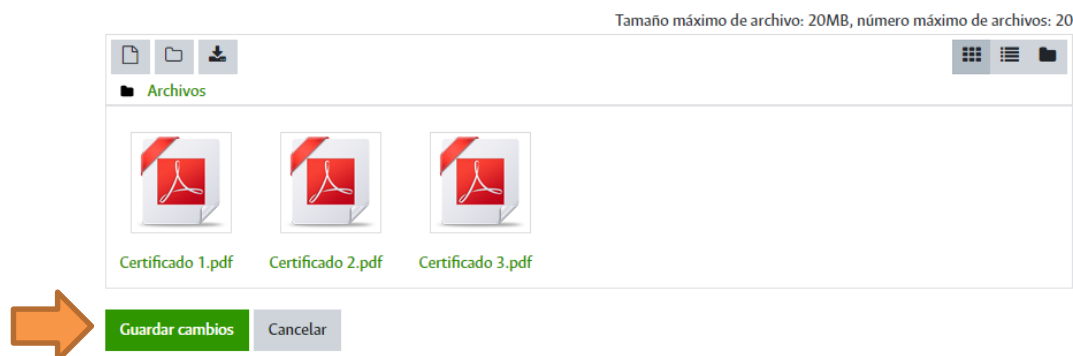 Tamaño máximo de archivo: 20MB, número máximo de archivos: 20
Archivos
Certificado 1.pdf Certificado 2.pdf Certificado 3.pdf
Guardar cambios Cancelar